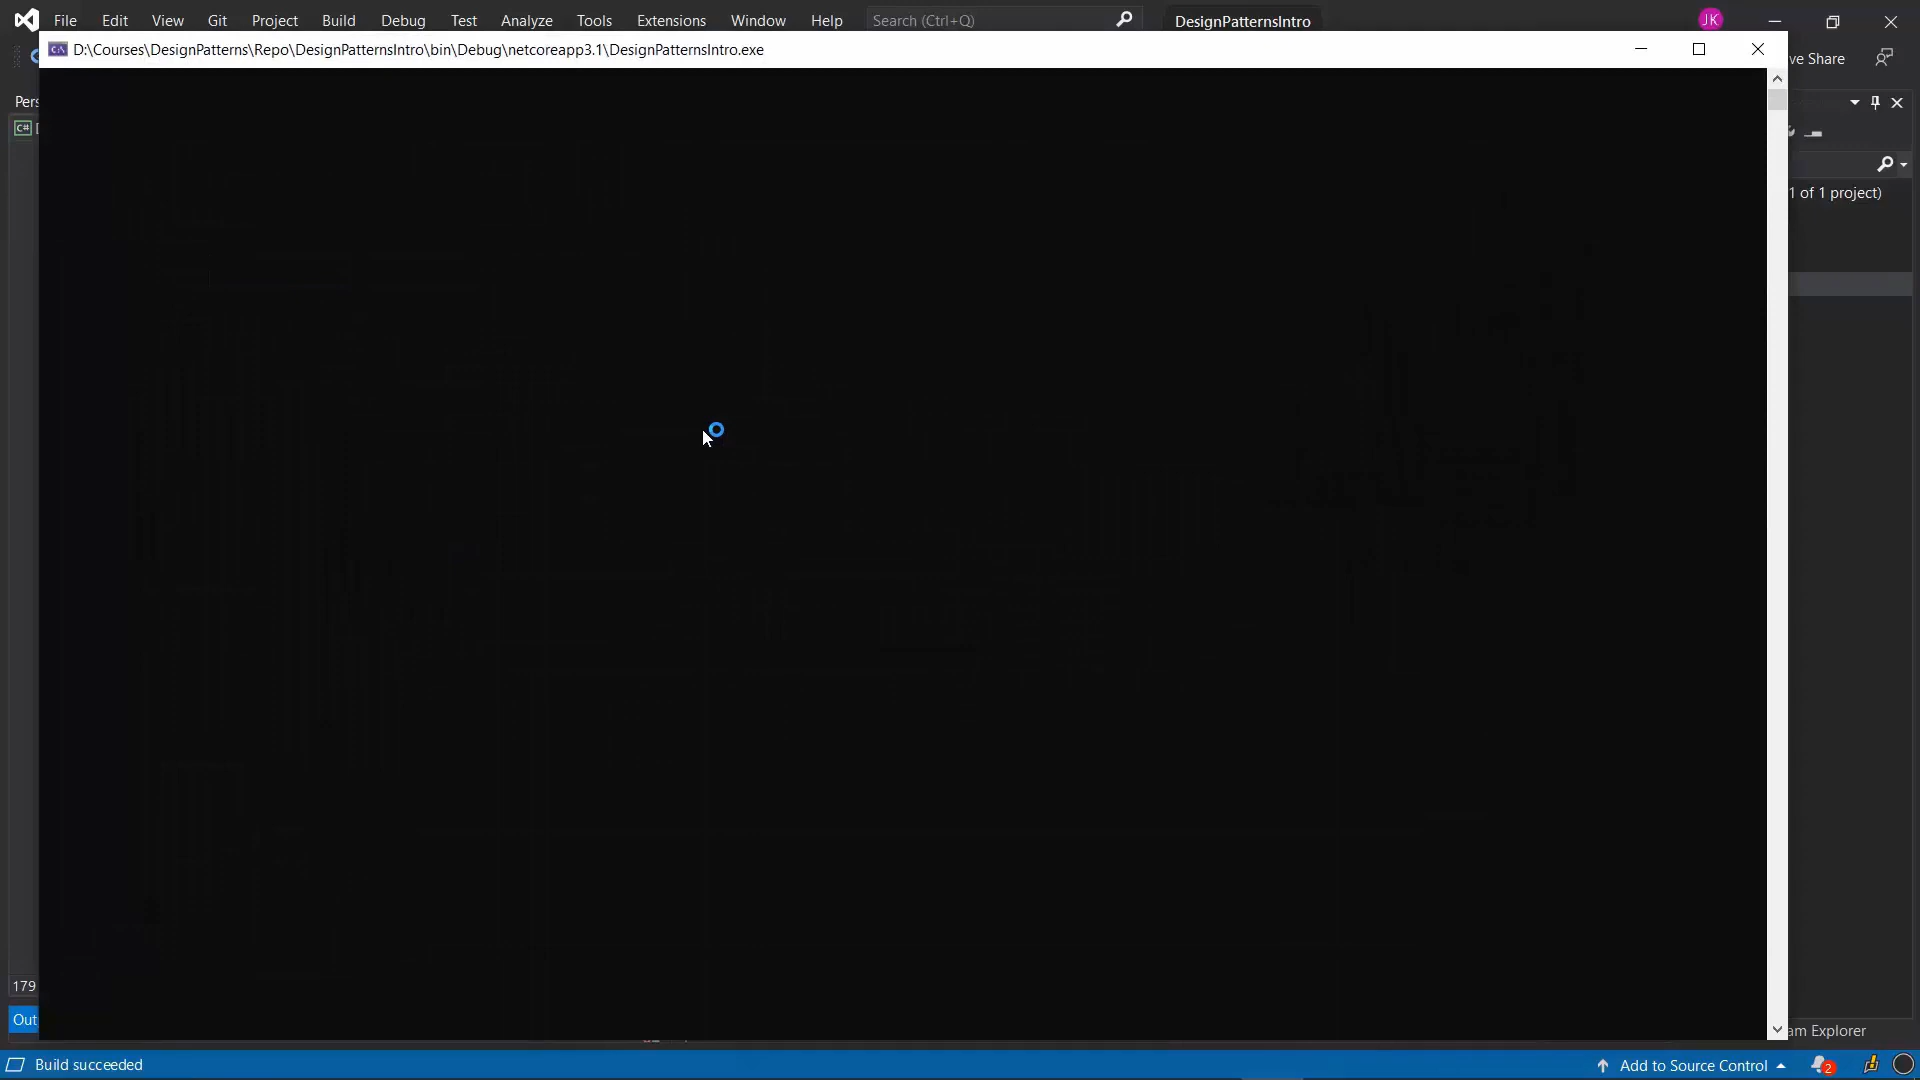 File Edit View Git Project Build Debug Test Analyze Tools Extensions Window Help Search (Ctrl+Q) DesignPatternsIntro JK
D:\Courses\DesignPatterns\Repo\DesignPatternsIntro\bin\Debug\netcoreapp3.1\DesignPatternsIntro.exe
ve Share
Pers
C#
1 of 1 project)
179
Out
am Explorer
Build succeeded Add to Source Control 2